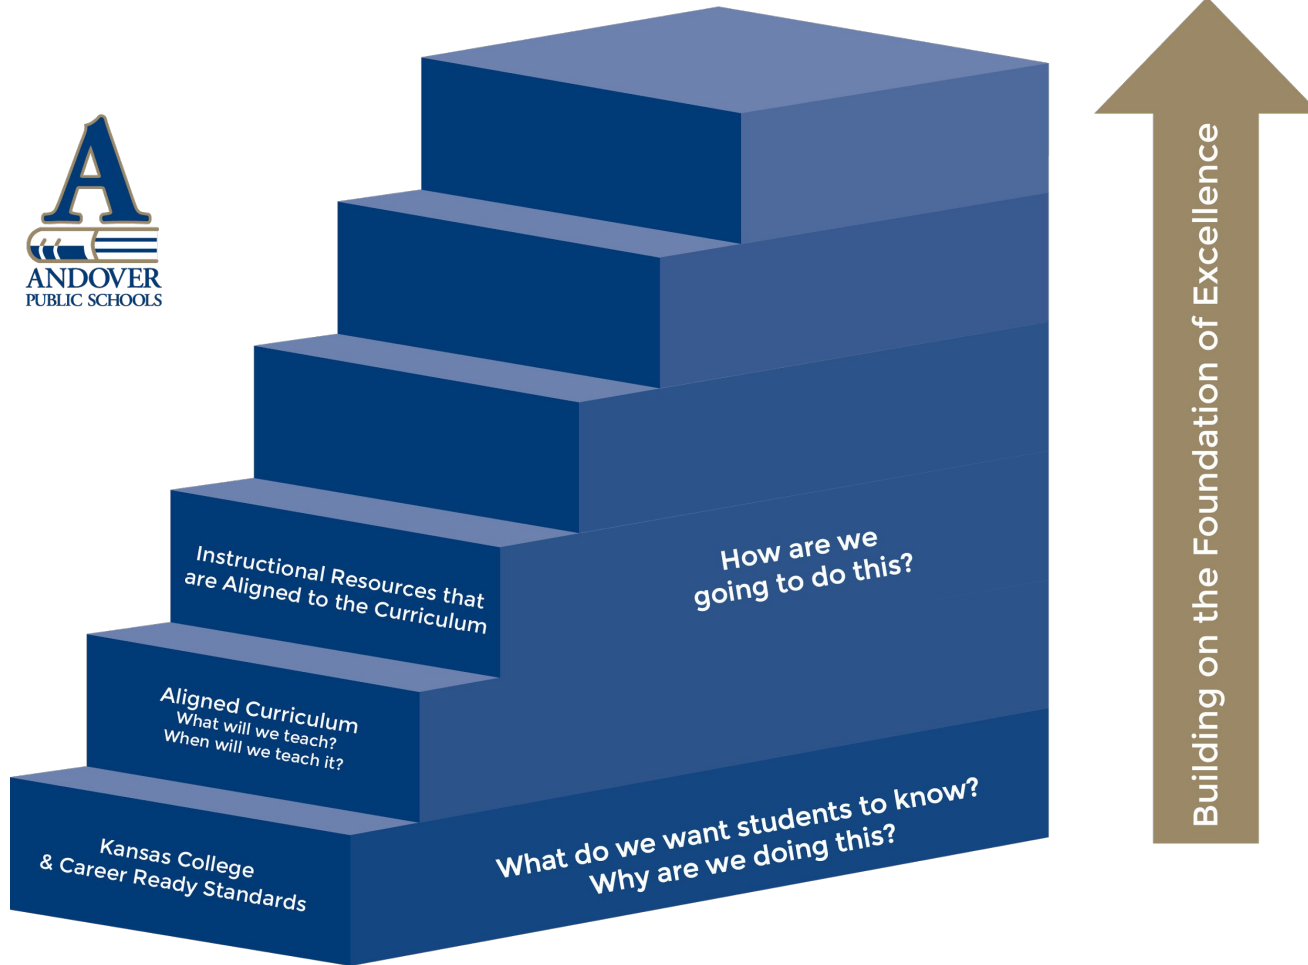 A
ANDOVER
PUBLIC SCHOOLS
Instructional Resources that
are Aligned to the Curriculum
How are we
going to do this?
Aligned Curriculum
What will we teach?
When will we teach it?
Kansas College
& Career Ready Standards
What do we want students to know?
Why are we doing this?
Building on the Foundation of Excellence